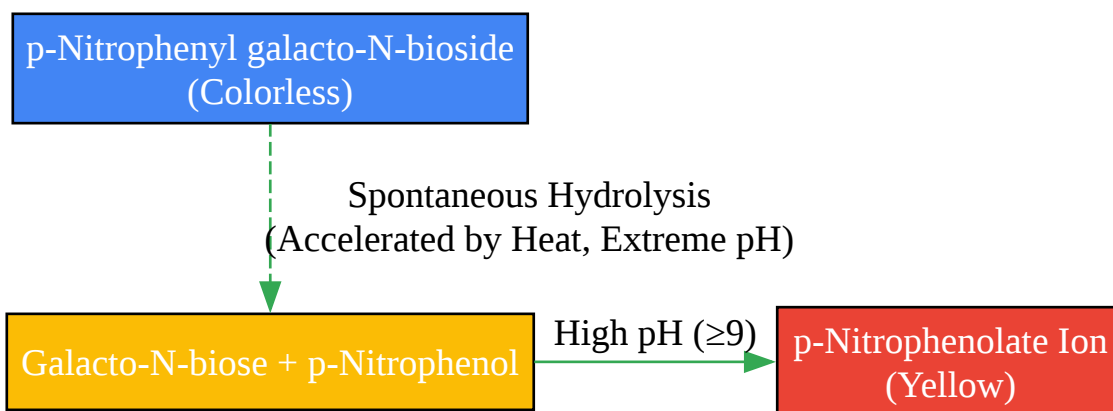 p-Nitrophenyl galacto-N-bioside
(Colorless)
Spontaneous Hydrolysis
(Accelerated by Heat, Extreme pH)
Galacto-N-biose + p-Nitrophenol
High pH (≥9)
p-Nitrophenolate Ion
(Yellow)